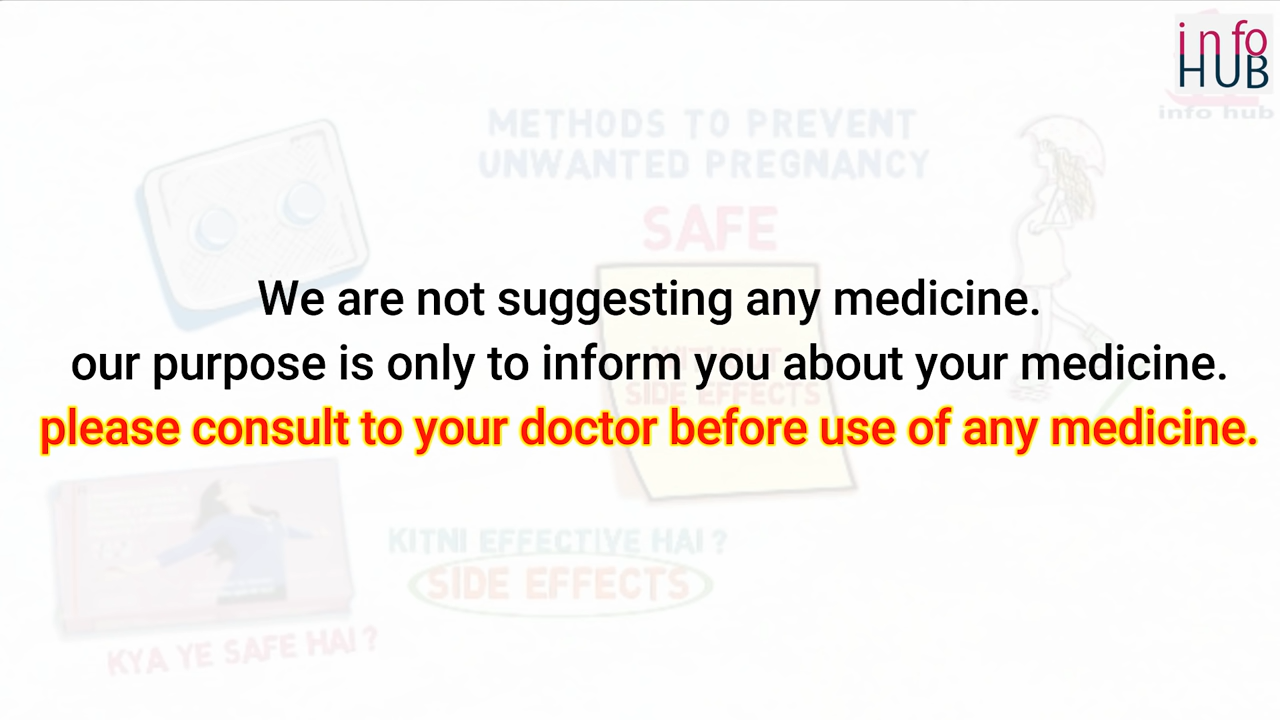 info
HUB
info hub
METHODS TO PREVENT
UNWANTED PREGNANCY
SAFE
We are not suggesting any medicine.
our purpose is only to inform you about your medicine.
WITHOUT
SIDE EFFECTS
please consult to your doctor before use of any medicine.
KITNI EFFECTIVE HAI ?
SIDE EFFECTS
KYA YE SAFE HAI ?